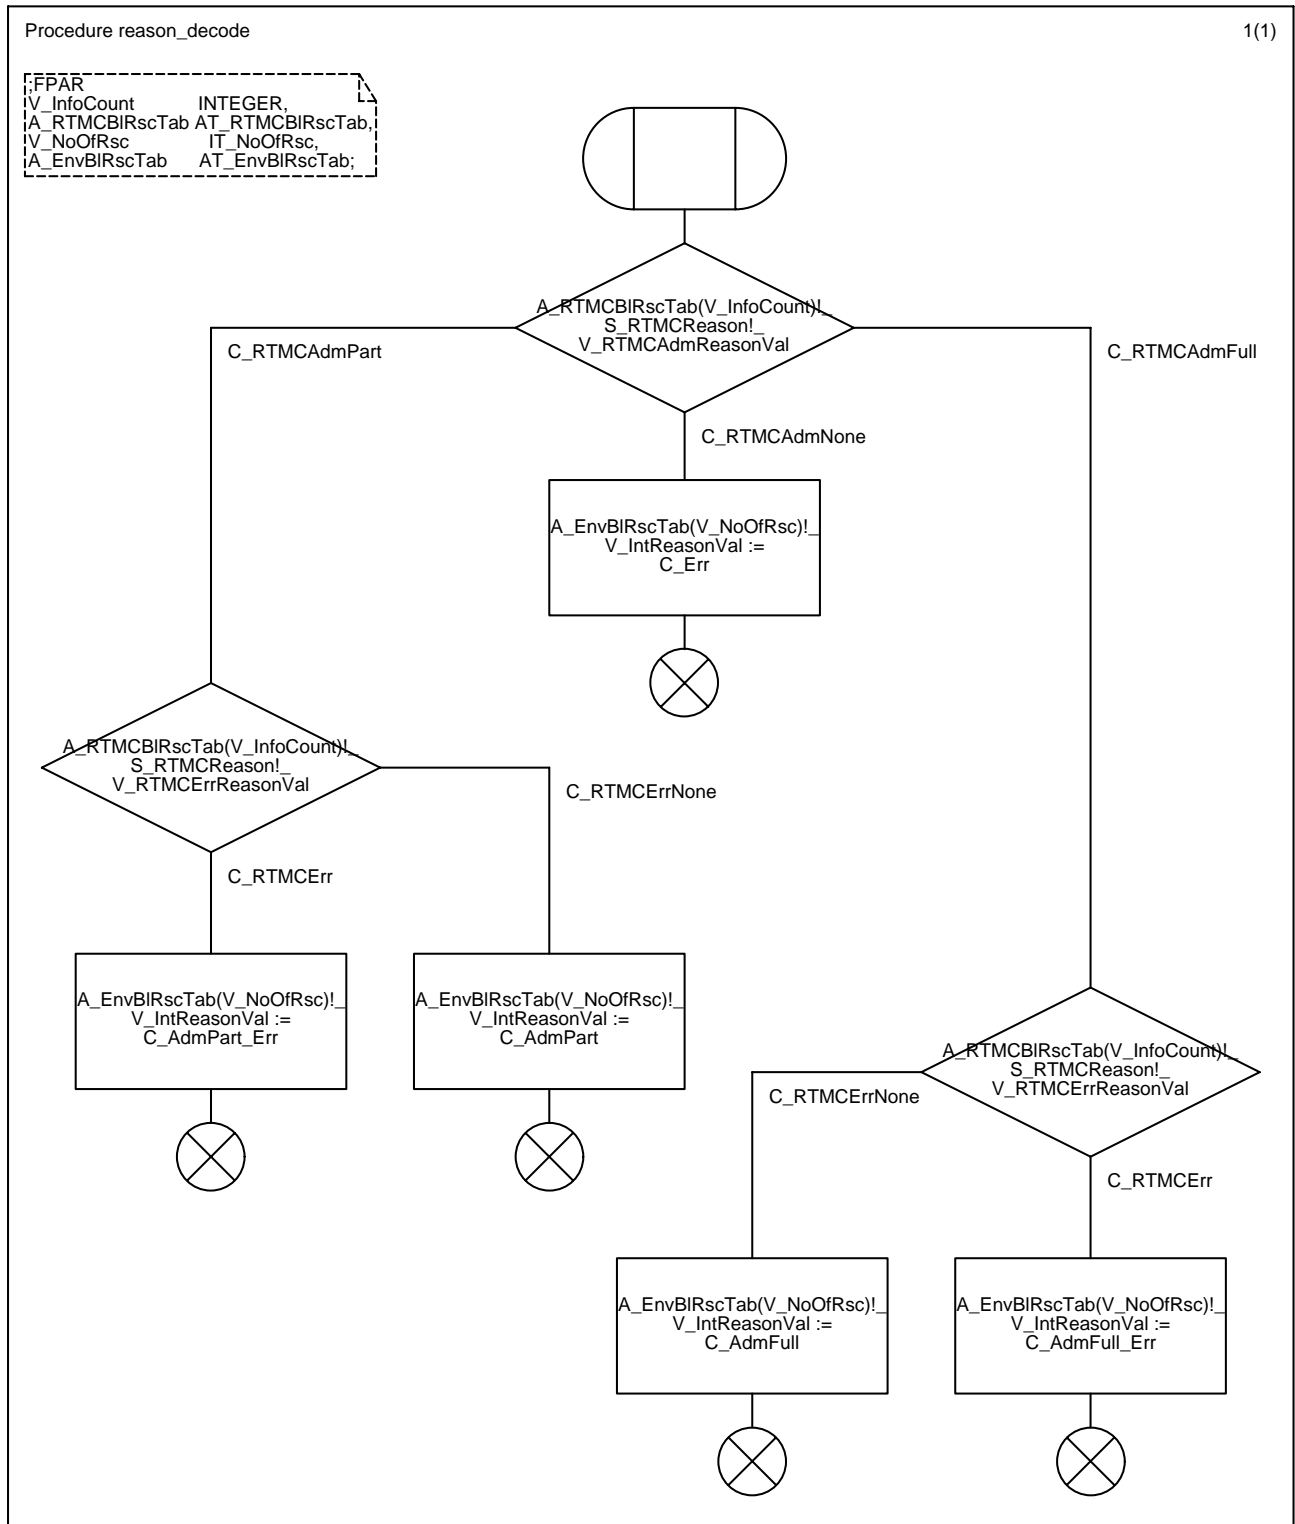 Procedure reason_decode
1(1)
;FPAR
V_InfoCount INTEGER,
A_RTMCBlRscTab AT_RTMCBlRscTab,
V_NoOfRsc IT_NoOfRsc,
A_EnvBlRscTab AT_EnvBlRscTab;
A_RTMCBlRscTab(V_InfoCount)!_
S_RTMCReason!_
V_RTMCAdmReasonVal
C_RTMCAdmPart
C_RTMCAdmFull
C_RTMCAdmNone
A_EnvBlRscTab(V_NoOfRsc)!_
V_IntReasonVal :=
C_Err
A_RTMCBlRscTab(V_InfoCount)!_
S_RTMCReason!_
V_RTMCErrReasonVal
C_RTMCErrNone
C_RTMCErr
A_EnvBlRscTab(V_NoOfRsc)!_
V_IntReasonVal :=
C_AdmPart_Err
A_EnvBlRscTab(V_NoOfRsc)!_
V_IntReasonVal :=
C_AdmPart
A_RTMCBlRscTab(V_InfoCount)!_
S_RTMCReason!_
V_RTMCErrReasonVal
C_RTMCErrNone
C_RTMCErr
A_EnvBlRscTab(V_NoOfRsc)!_
V_IntReasonVal :=
C_AdmFull
A_EnvBlRscTab(V_NoOfRsc)!_
V_IntReasonVal :=
C_AdmFull_Err